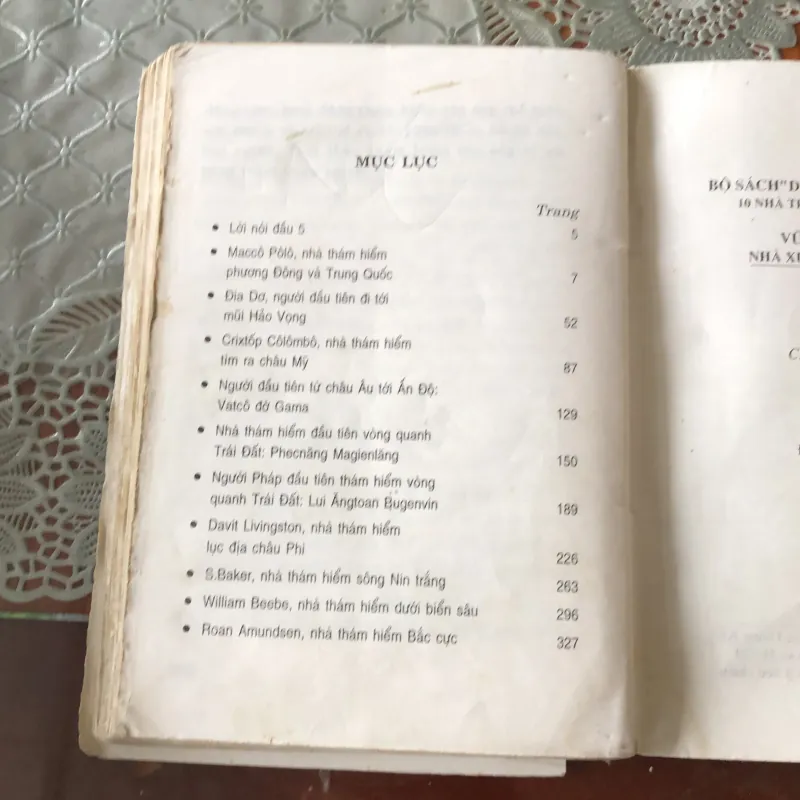 MỤC LỤC
Trang
• Lời nói đầu 5 5
• Maccô Pôlô, nhà thám hiểm
phương Đông và Trung Quốc 7
• Đia Dơ, người đầu tiên đi tới
mũi Hảo Vọng 52
• Crixtốp Côlômbô, nhà thám hiểm
tìm ra châu Mỹ 87
• Người đầu tiên từ châu Âu tới Ấn Độ:
Vatcô đờ Gama 129
• Nhà thám hiểm đầu tiên vòng quanh
Trái Đất: Phecnăng Magienlăng 150
• Người Pháp đầu tiên thám hiểm vòng
quanh Trái Đất: Lui Ăngtoan Bugenvin 189
• Davit Livingston, nhà thám hiểm
lục địa châu Phi 226
• S.Baker, nhà thám hiểm sông Nin trắng 263
• William Beebe, nhà thám hiểm dưới biển sâu 296
• Roan Amundsen, nhà thám hiểm Bắc cực 327
BỘ SÁCH "D
10 NHÀ
NHÀ